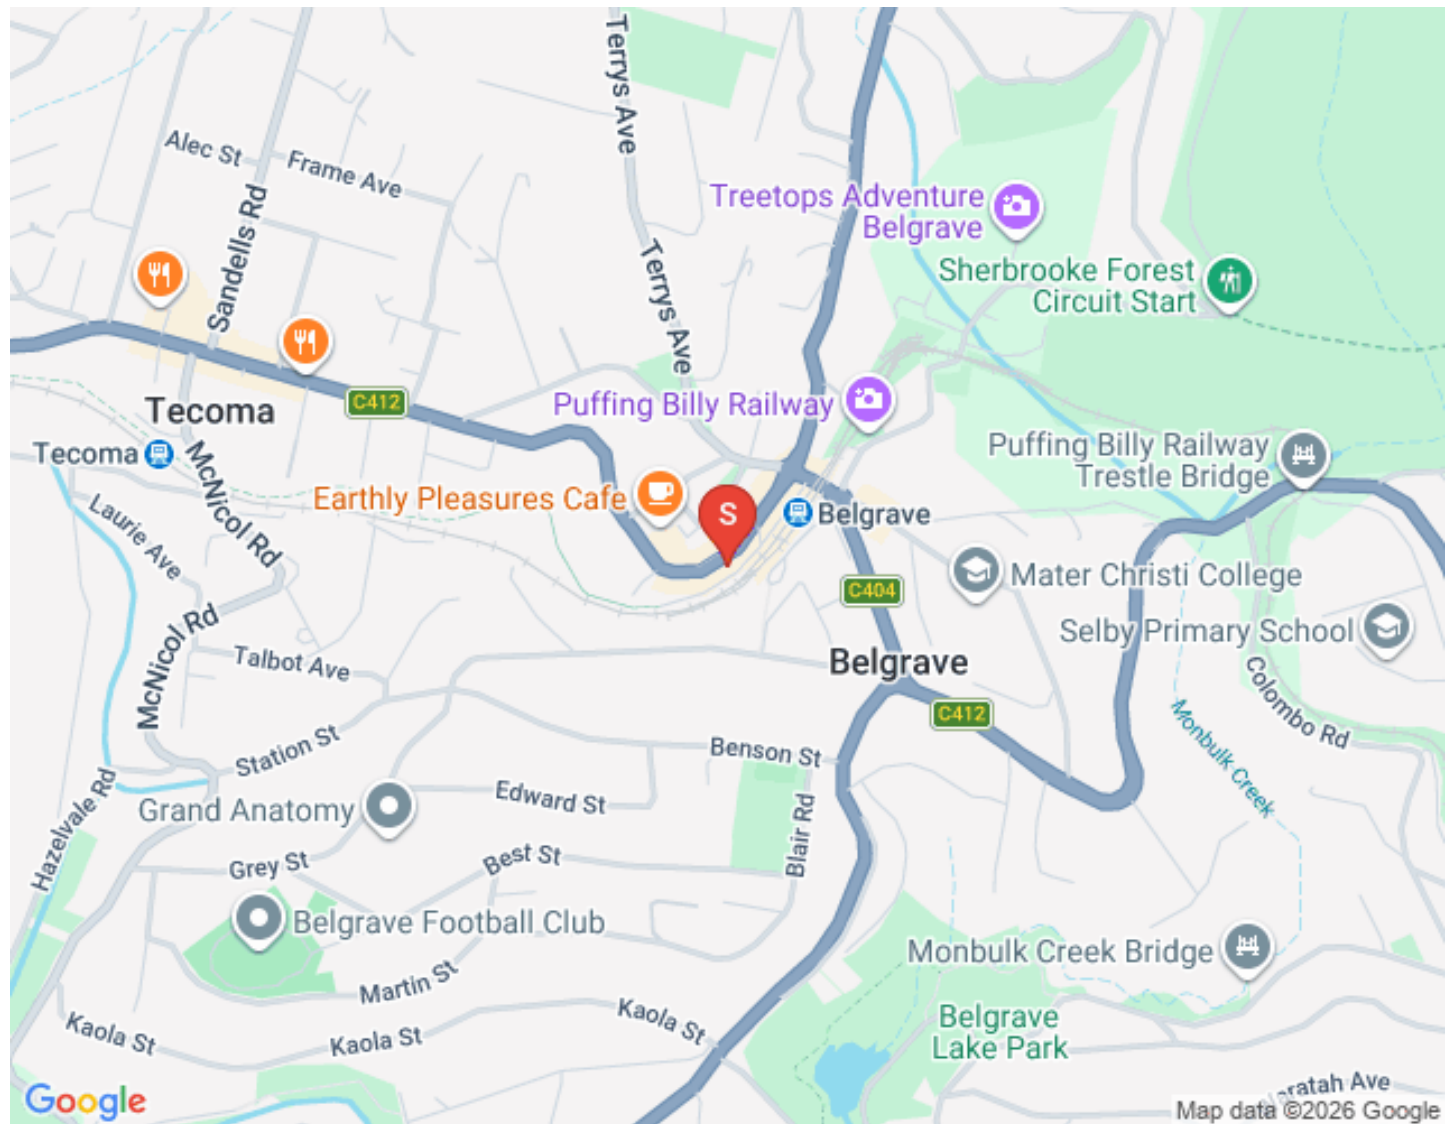 Terrys Ave
Alec St
Frame Ave
Sandells Rd
Treetops Adventure
Belgrave
Terrys Ave
Sherbrooke Forest
Circuit Start
Puffing Billy Railway
C412
Tecoma
Tecoma
McNicol Rd
Puffing Billy Railway
Trestle Bridge
Earthly Pleasures Cafe
S
Belgrave
Laurie Ave
Mater Christi College
C404
McNicol Rd
Selby Primary School
Talbot Ave
Belgrave
Colombo Rd
C412
Station St
Benson St
Monbulk Creek
Hazelvale Rd
Grand Anatomy
Edward St
Blair Rd
Grey St
Best St
Belgrave Football Club
Monbulk Creek Bridge
Martin St
Kaola St
Kaola St
Kaola St
Belgrave
Lake Park
Google
Map data ©2026 Google